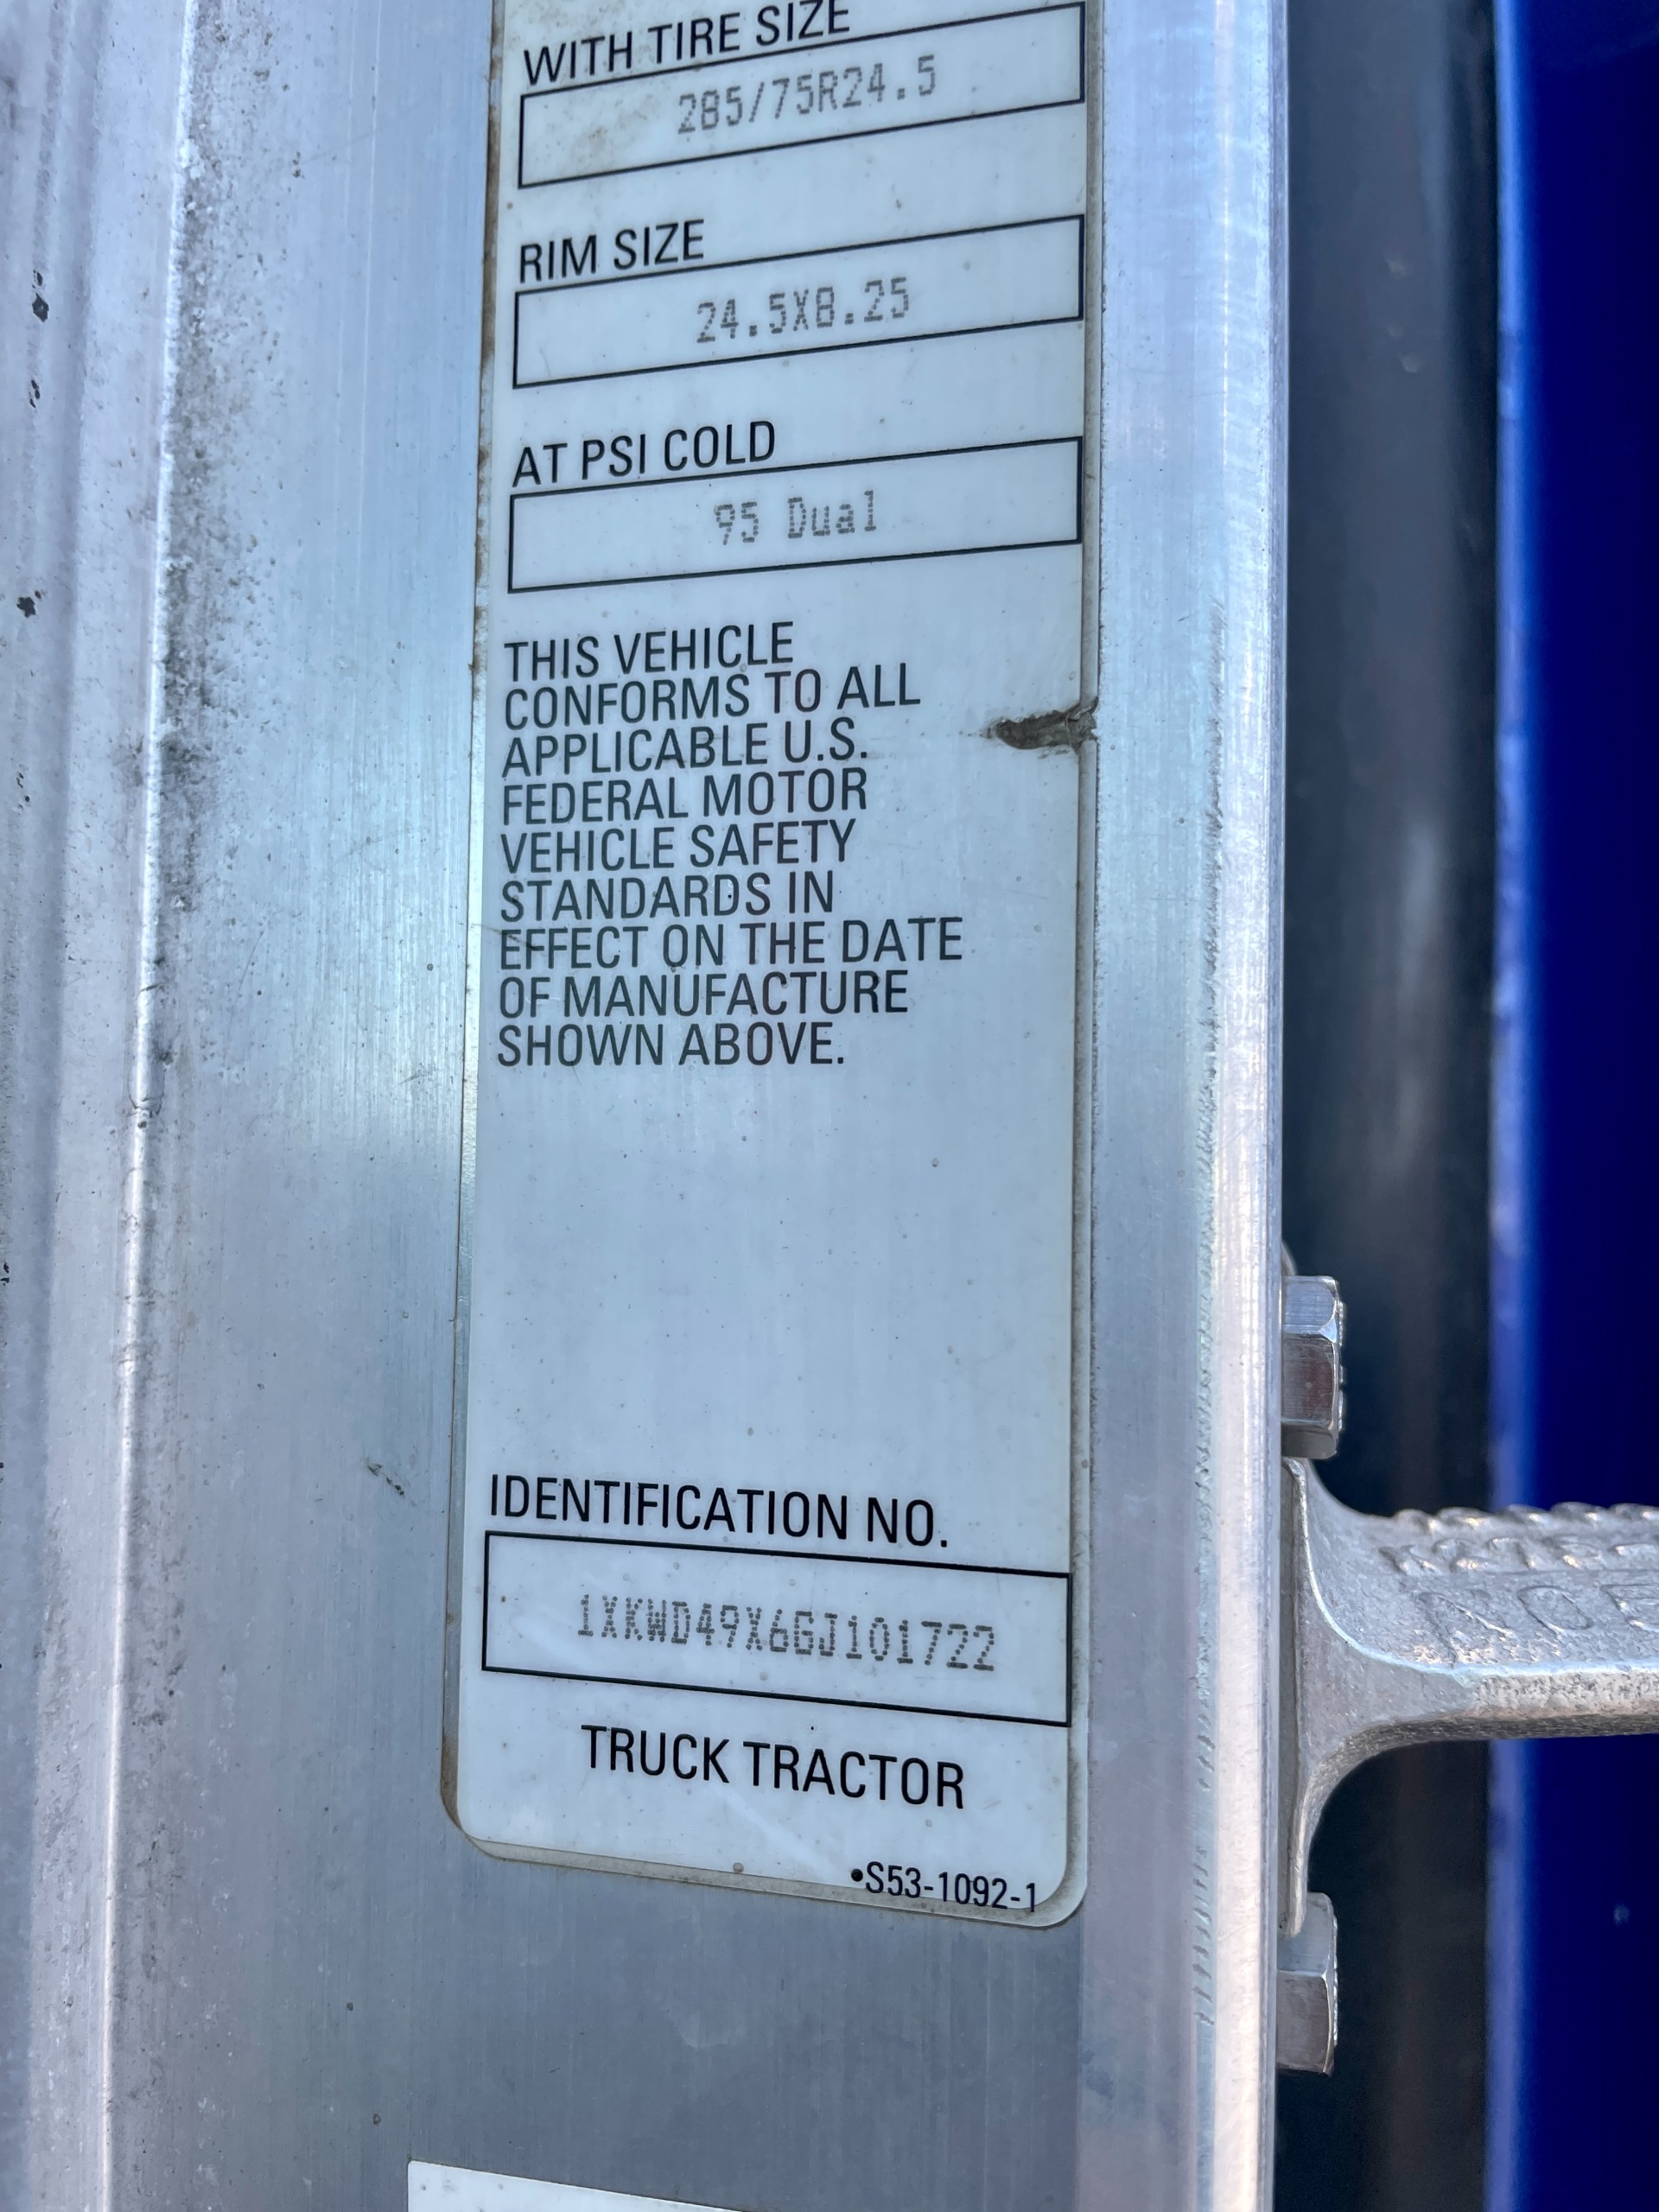 WITH TIRE SIZE
285/75R24.5
RIM SIZE
24.5X8.25
AT PSI COLD
95 Dual
THIS VEHICLE
CONFORMS TO ALL
APPLICABLE U.S.
FEDERAL MOTOR
VEHICLE SAFETY
STANDARDS IN
EFFECT ON THE DATE
OF MANUFACTURE
SHOWN ABOVE.
IDENTIFICATION NO.
1XKWD49X6GJ101722
TRUCK TRACTOR
•S53-1092-1